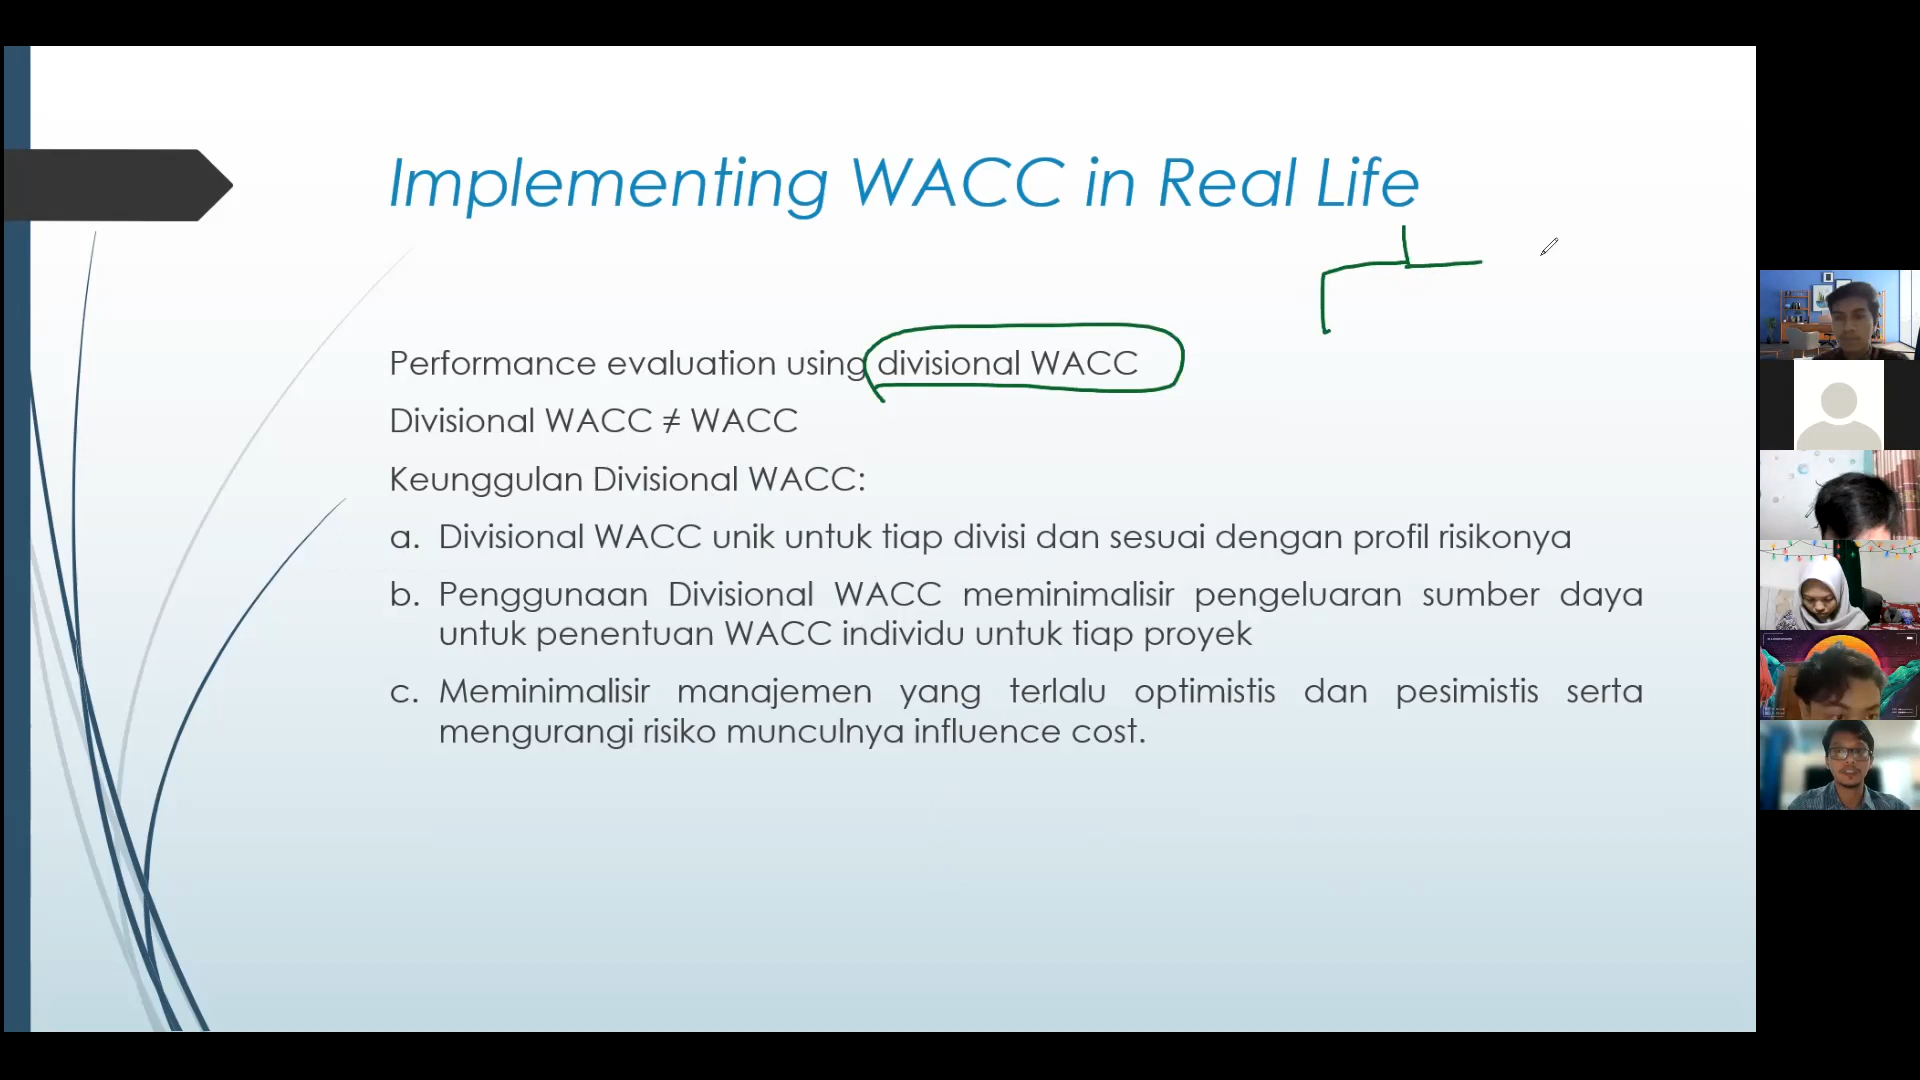 Implementing WACC in Real Life
Performance evaluation using divisional WACC
Divisional WACC ≠ WACC
Keunggulan Divisional WACC:
a. Divisional WACC unik untuk tiap divisi dan sesuai dengan profil risikonya
b. Penggunaan Divisional WACC meminimalisir pengeluaran sumber daya
untuk penentuan WACC individu untuk tiap proyek
c. Meminimalisir manajemen yang terlalu optimistis dan pesimistis serta
mengurangi risiko munculnya influence cost.